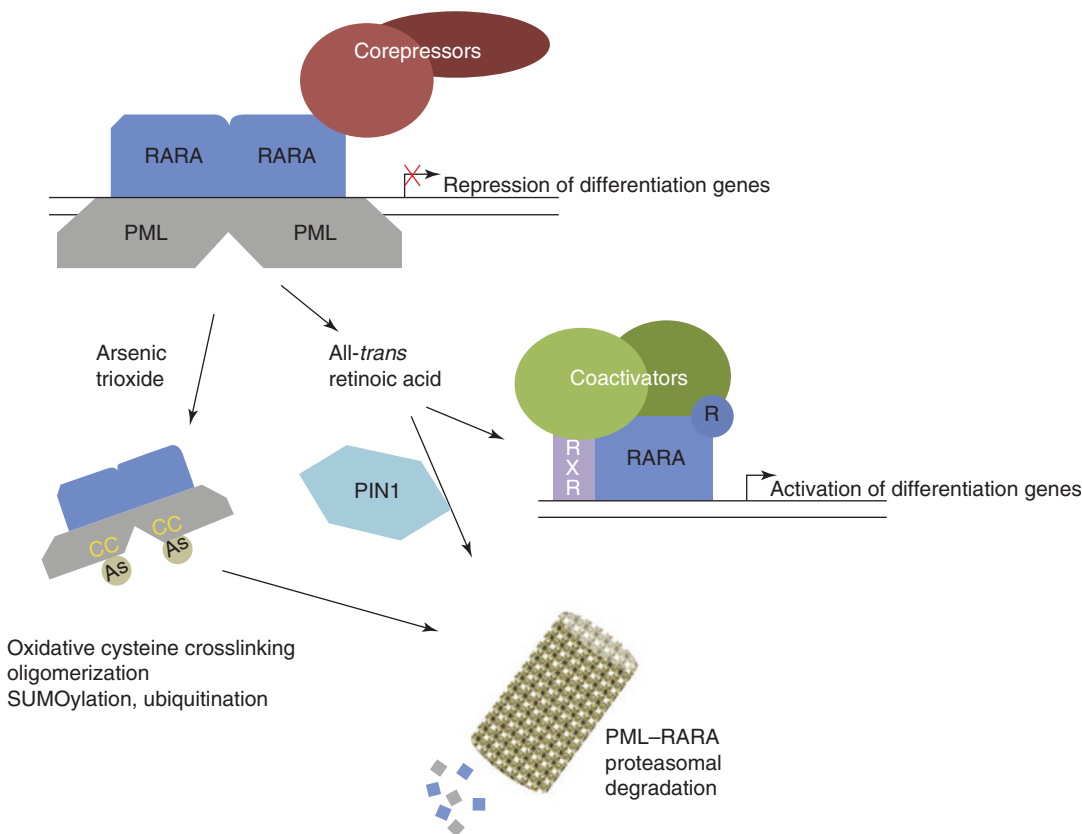 Corepressors
RARA
RARA
Repression of differentiation genes
PML
PML
Arsenic
trioxide
All-trans
retinoic acid
Coactivators
R
R
X
R
RARA
PIN1
Activation of differentiation genes
CC
CC
As
As
Oxidative cysteine crosslinking
oligomerization
SUMOylation, ubiquitination
PML–RARA
proteasomal
degradation